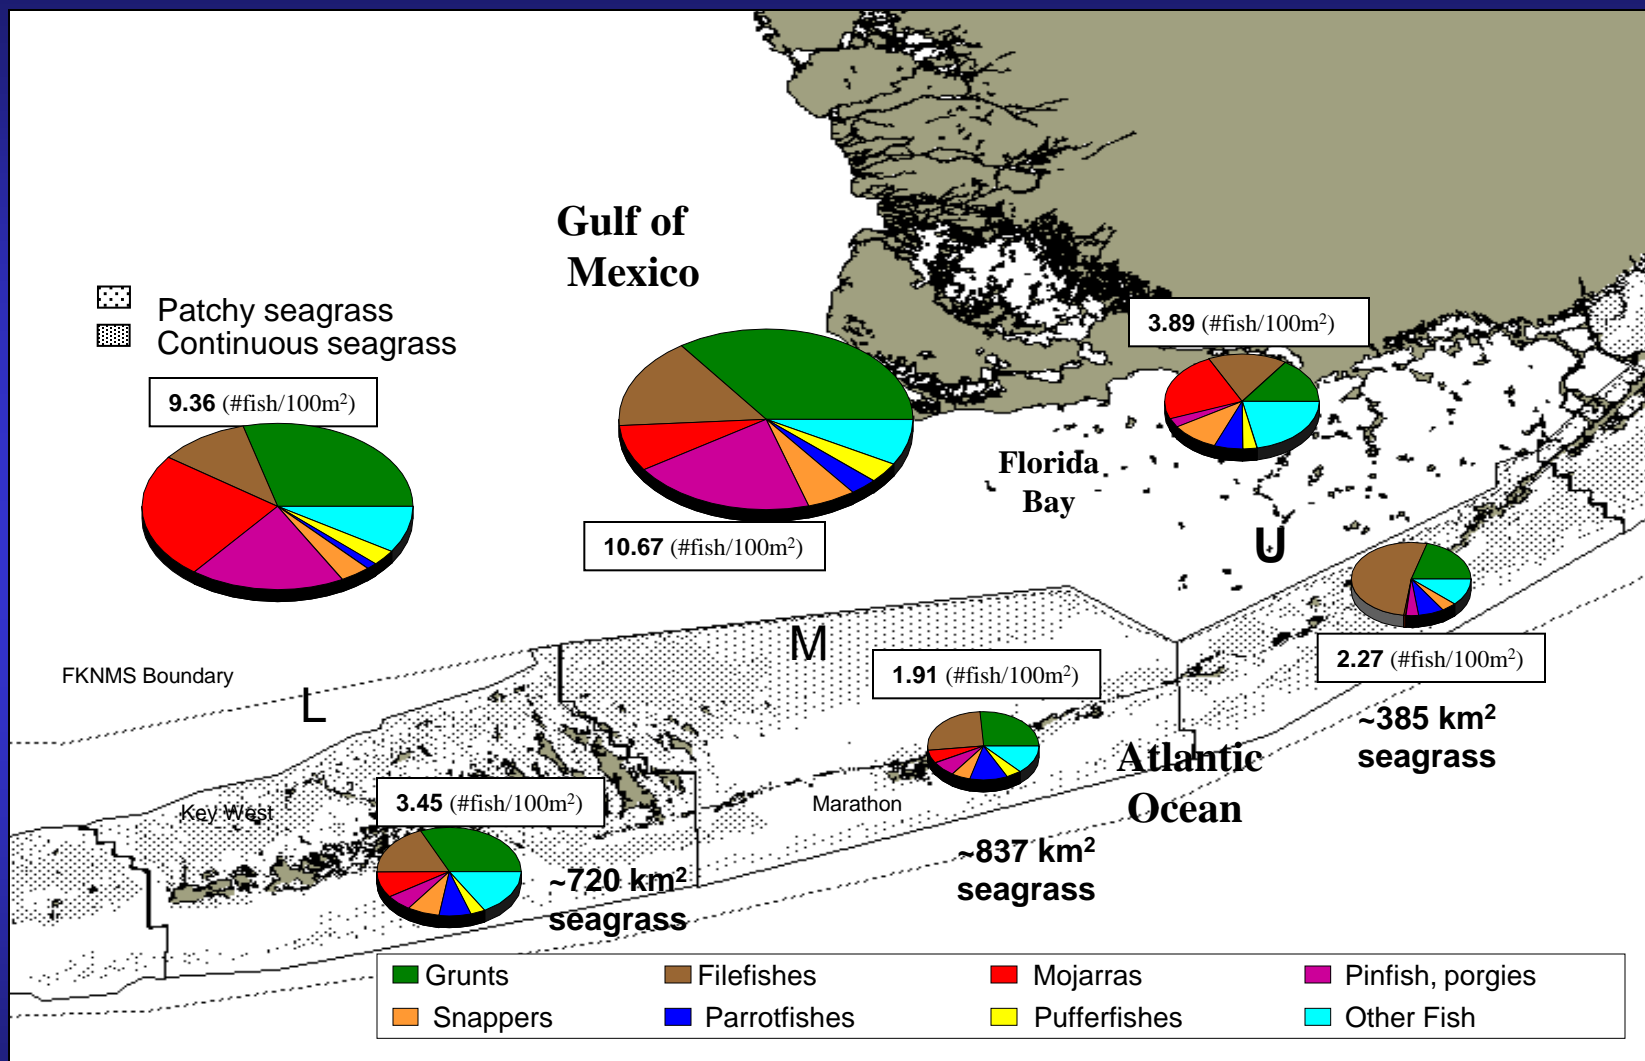 Gulf of
Mexico
Patchy seagrass
Continuous seagrass
3.89 (#fish/100m²)
9.36 (#fish/100m²)
Florida
Bay
10.67 (#fish/100m²)
U
M
1.91 (#fish/100m²)
2.27 (#fish/100m²)
FKNMS Boundary
L
~385 km²
seagrass
Atlantic
Ocean
3.45 (#fish/100m²)
Key West
Marathon
~837 km²
seagrass
~720 km²
seagrass
Grunts
Filefishes
Mojarras
Pinfish, porgies
Snappers
Parrotfishes
Pufferfishes
Other Fish